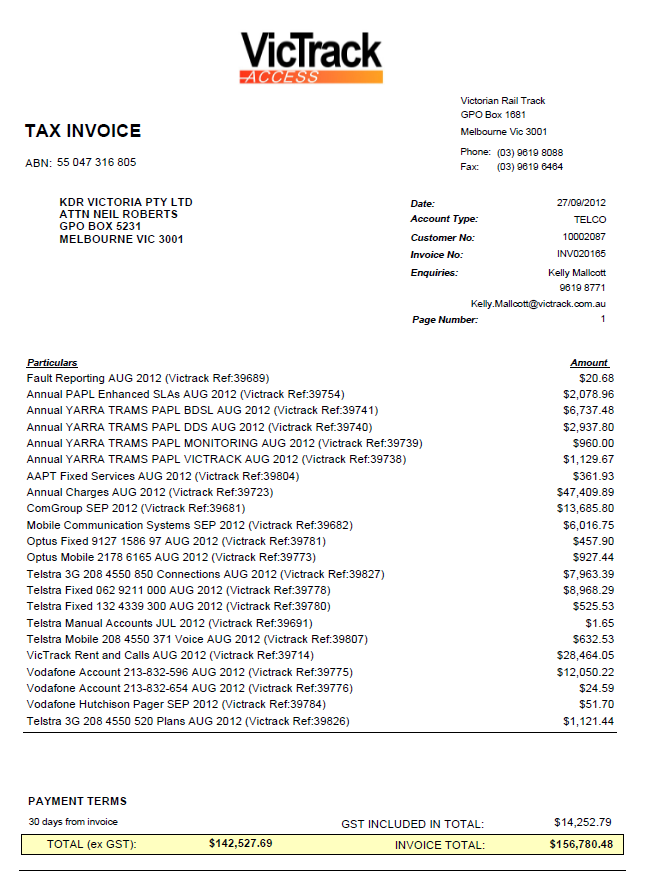 VicTrack
ACCESS
Victorian Rail Track
GPO Box 1681
Melbourne Vic 3001
TAX INVOICE
Phone: (03) 9619 8088
Fax: (03) 9619 6464
ABN: 55 047 316 805
KDR VICTORIA PTY LTD
ATTN NEIL ROBERTS
GPO BOX 5231
MELBOURNE VIC 3001
Date: 27/09/2012
Account Type: TELCO
Customer No: 10002087
Invoice No: INV020165
Enquiries: Kelly Mallcott
9619 8771
Kelly.Mallcott@victrack.com.au
Page Number: 1
Particulars Amount
Fault Reporting AUG 2012 (Victrack Ref:39689) $20.68
Annual PAPL Enhanced SLAs AUG 2012 (Victrack Ref:39754) $2,078.96
Annual YARRA TRAMS PAPL BDSL AUG 2012 (Victrack Ref:39741) $6,737.48
Annual YARRA TRAMS PAPL DDS AUG 2012 (Victrack Ref:39740) $2,937.80
Annual YARRA TRAMS PAPL MONITORING AUG 2012 (Victrack Ref:39739) $960.00
Annual YARRA TRAMS PAPL VICTRACK AUG 2012 (Victrack Ref:39738) $1,129.67
AAPT Fixed Services AUG 2012 (Victrack Ref:39804) $361.93
Annual Charges AUG 2012 (Victrack Ref:39723) $47,409.89
ComGroup SEP 2012 (Victrack Ref:39681) $13,685.80
Mobile Communication Systems SEP 2012 (Victrack Ref:39682) $6,016.75
Optus Fixed 9127 1586 97 AUG 2012 (Victrack Ref:39781) $457.90
Optus Mobile 2178 6165 AUG 2012 (Victrack Ref:39773) $927.44
Telstra 3G 208 4550 850 Connections AUG 2012 (Victrack Ref:39827) $7,963.39
Telstra Fixed 062 9211 000 AUG 2012 (Victrack Ref:39778) $8,968.29
Telstra Fixed 132 4339 300 AUG 2012 (Victrack Ref:39780) $525.53
Telstra Manual Accounts JUL 2012 (Victrack Ref:39691) $1.65
Telstra Mobile 208 4550 371 Voice AUG 2012 (Victrack Ref:39807) $632.53
VicTrack Rent and Calls AUG 2012 (Victrack Ref:39714) $28,464.05
Vodafone Account 213-832-596 AUG 2012 (Victrack Ref:39775) $12,050.22
Vodafone Account 213-832-654 AUG 2012 (Victrack Ref:39776) $24.59
Vodafone Hutchison Pager SEP 2012 (Victrack Ref:39784) $51.70
Telstra 3G 208 4550 520 Plans AUG 2012 (Victrack Ref:39826) $1,121.44
PAYMENT TERMS
30 days from invoice GST INCLUDED IN TOTAL: $14,252.79
TOTAL (ex GST): $142,527.69 INVOICE TOTAL: $156,780.48